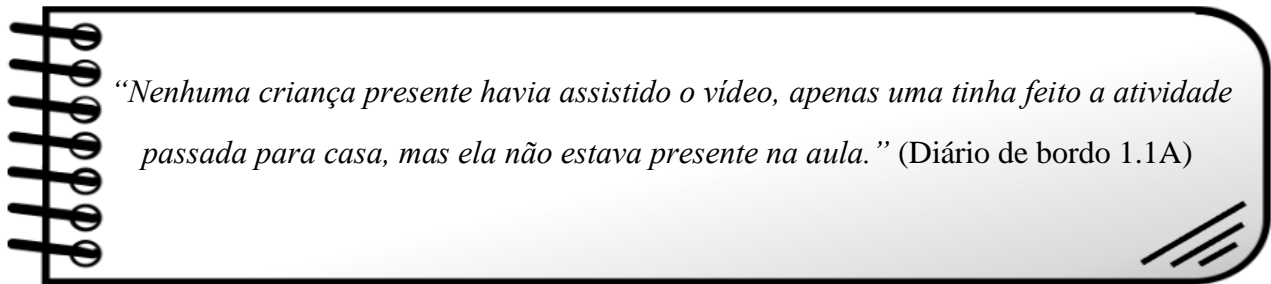 “Nenhuma criança presente havia assistido o vídeo, apenas uma tinha feito a atividade
passada para casa, mas ela não estava presente na aula.” (Diário de bordo 1.1A)